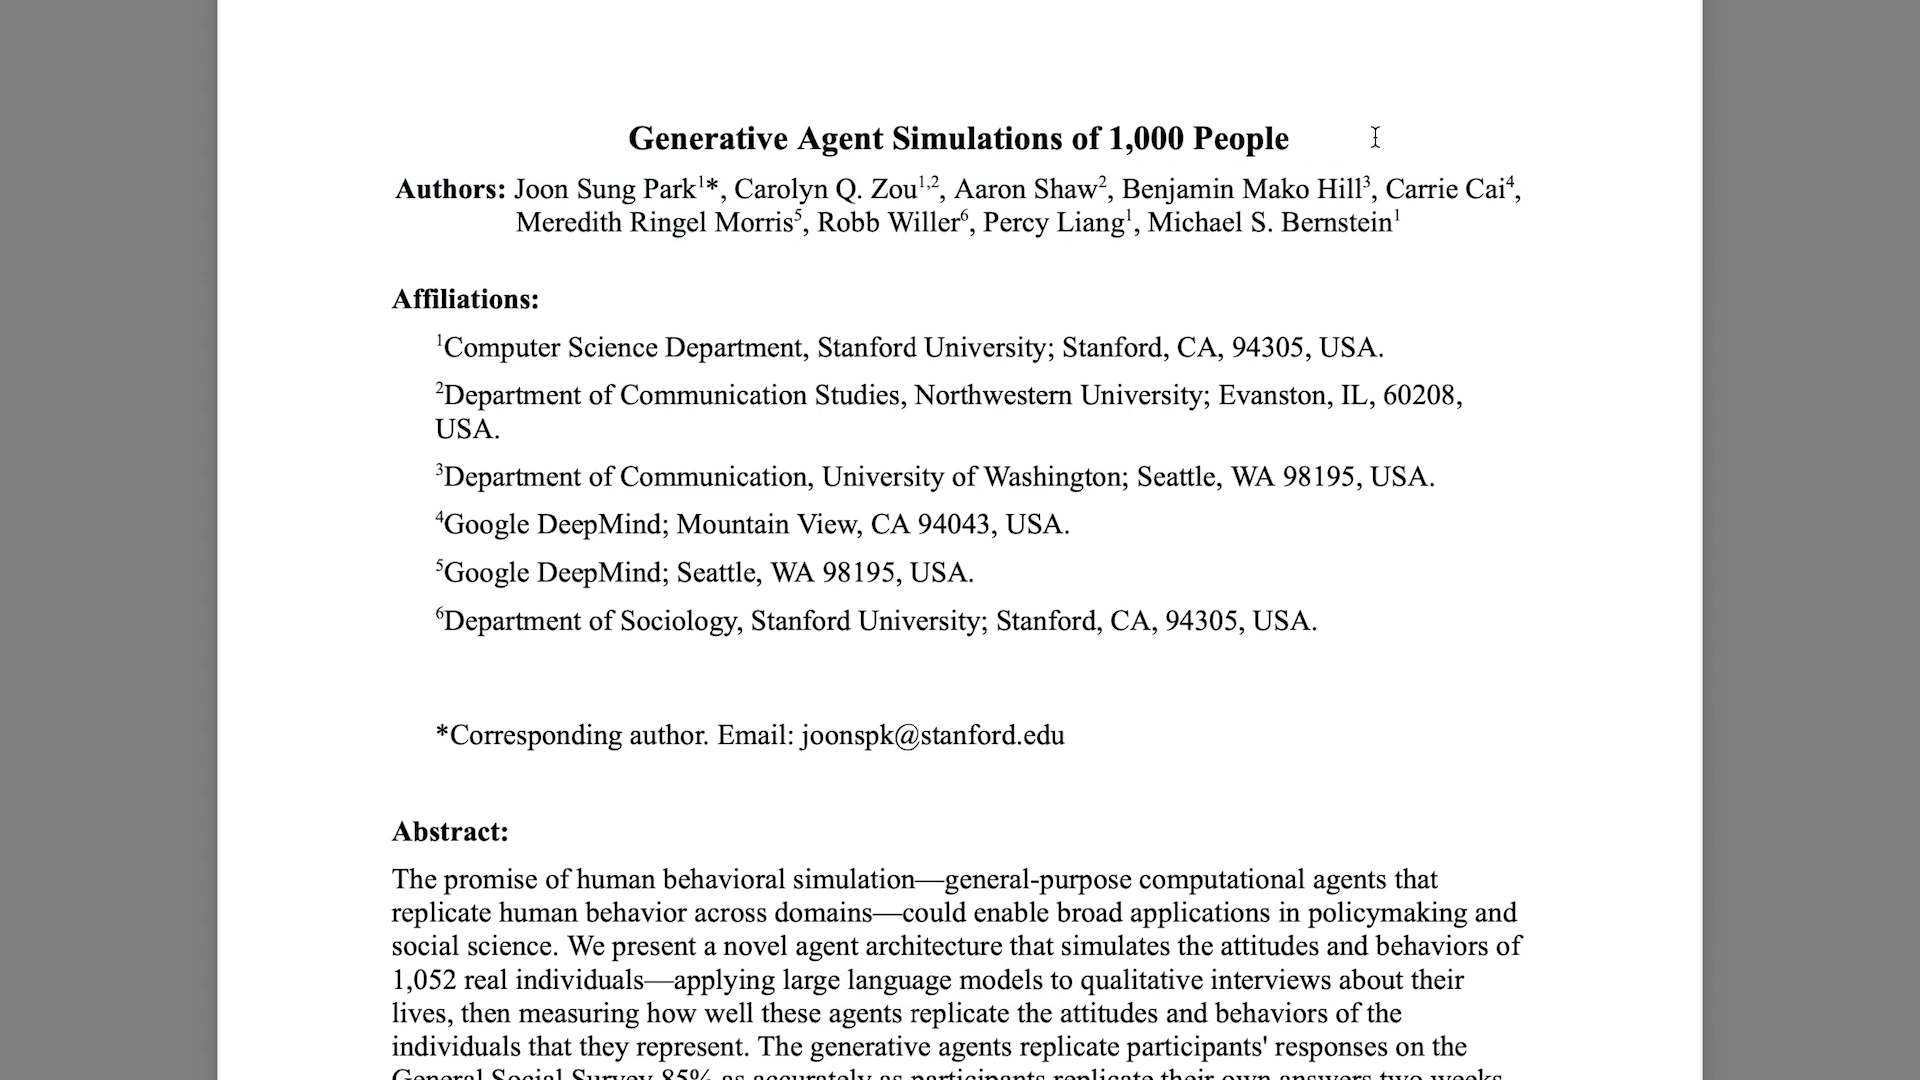 Generative Agent Simulations of 1,000 People
Authors: Joon Sung Park¹*, Carolyn Q. Zou¹,², Aaron Shaw², Benjamin Mako Hill³, Carrie Cai⁴,
Meredith Ringel Morris⁵, Robb Willer⁶, Percy Liang¹, Michael S. Bernstein¹
Affiliations:
¹Computer Science Department, Stanford University; Stanford, CA, 94305, USA.
²Department of Communication Studies, Northwestern University; Evanston, IL, 60208,
USA.
³Department of Communication, University of Washington; Seattle, WA 98195, USA.
⁴Google DeepMind; Mountain View, CA 94043, USA.
⁵Google DeepMind; Seattle, WA 98195, USA.
⁶Department of Sociology, Stanford University; Stanford, CA, 94305, USA.
*Corresponding author. Email: joonspk@stanford.edu
Abstract:
The promise of human behavioral simulation—general-purpose computational agents that
replicate human behavior across domains—could enable broad applications in policymaking and
social science. We present a novel agent architecture that simulates the attitudes and behaviors of
1,052 real individuals—applying large language models to qualitative interviews about their
lives, then measuring how well these agents replicate the attitudes and behaviors of the
individuals that they represent. The generative agents replicate participants' responses on the
General Social Survey 85% as accurately as participants replicate their own answers two weeks